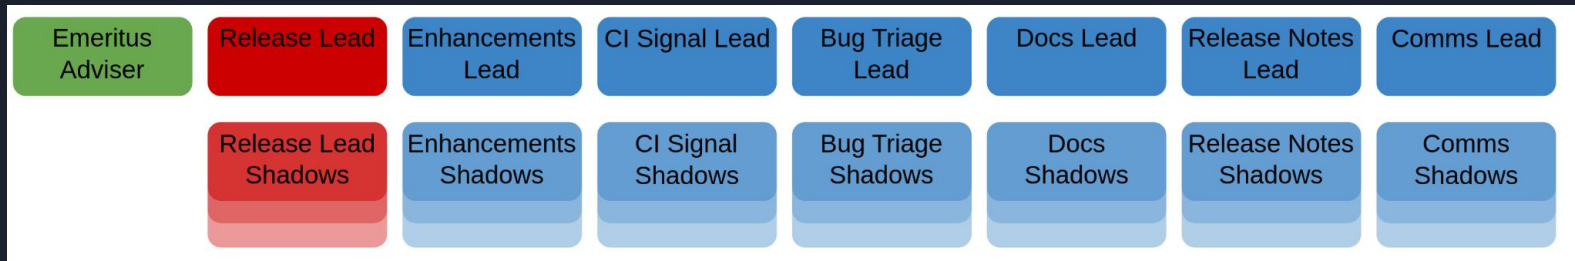 Emeritus
Adviser
Release Lead
Enhancements
Lead
CI Signal Lead
Bug Triage
Lead
Docs Lead
Release Notes
Lead
Comms Lead
Release Lead
Shadows
Enhancements
Shadows
CI Signal
Shadows
Bug Triage
Shadows
Docs
Shadows
Release Notes
Shadows
Comms
Shadows